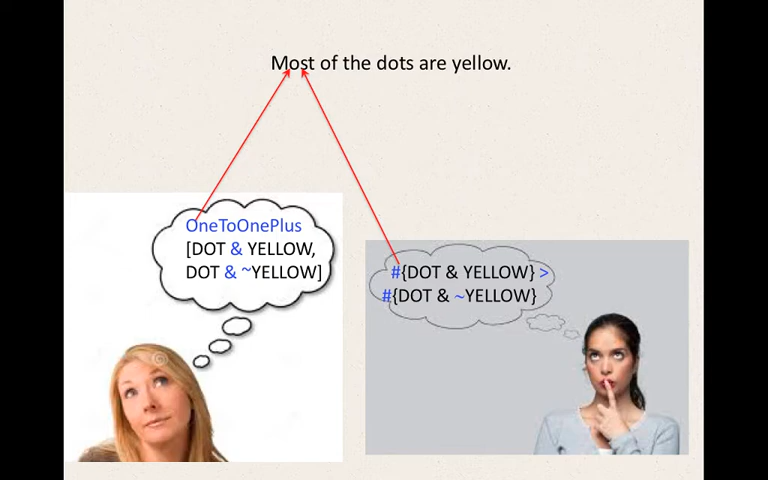 Most of the dots are yellow.
OneToOnePlus
[DOT & YELLOW,
DOT & ~YELLOW]
#{DOT & YELLOW} >
#{DOT & ~YELLOW}